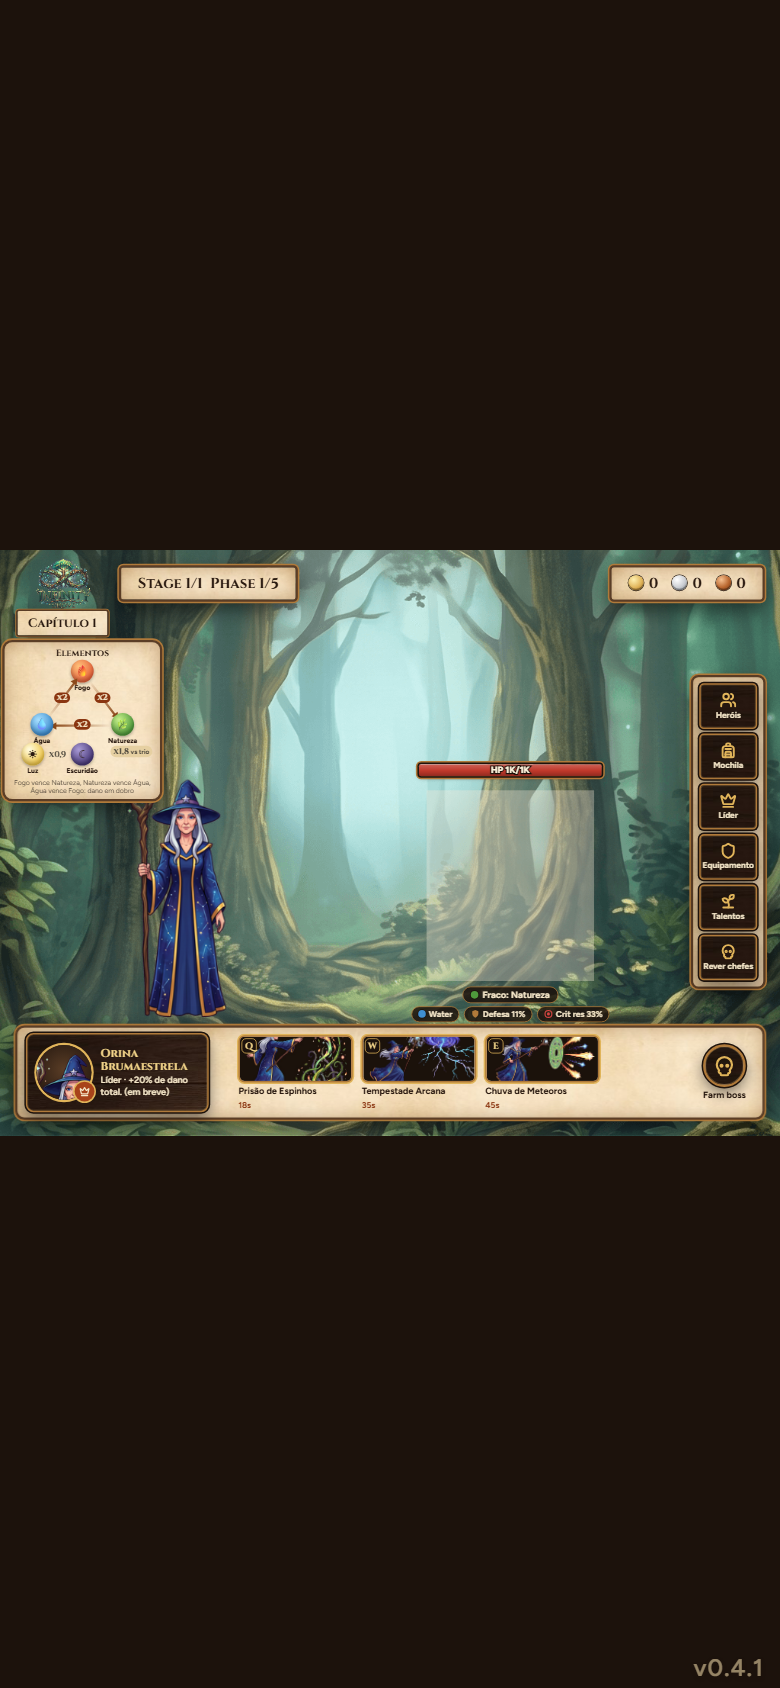 STAGE 1/1 PHASE 1/5
0 0 0
CAPÍTULO 1
ELEMENTOS
Fogo
x2 x2
x2
Água
Natureza
x0,9
x1,8 vs trio
Luz
Escuridão
Fogo vence Natureza, Natureza vence Água,
Água vence Fogo: dano em dobro
HP 1K/1K
Heróis
Mochila
Líder
Equipamento
Talentos
Rever chefes
Fraco: Natureza
Water
Defesa 11%
Crit res 33%
ORINA
BRUMAESTRELA
Líder · +20% de dano
total. (em breve)
Q
Prisão de Espinhos
18s
W
Tempestade Arcana
35s
E
Chuva de Meteoros
45s
Farm boss
v0.4.1